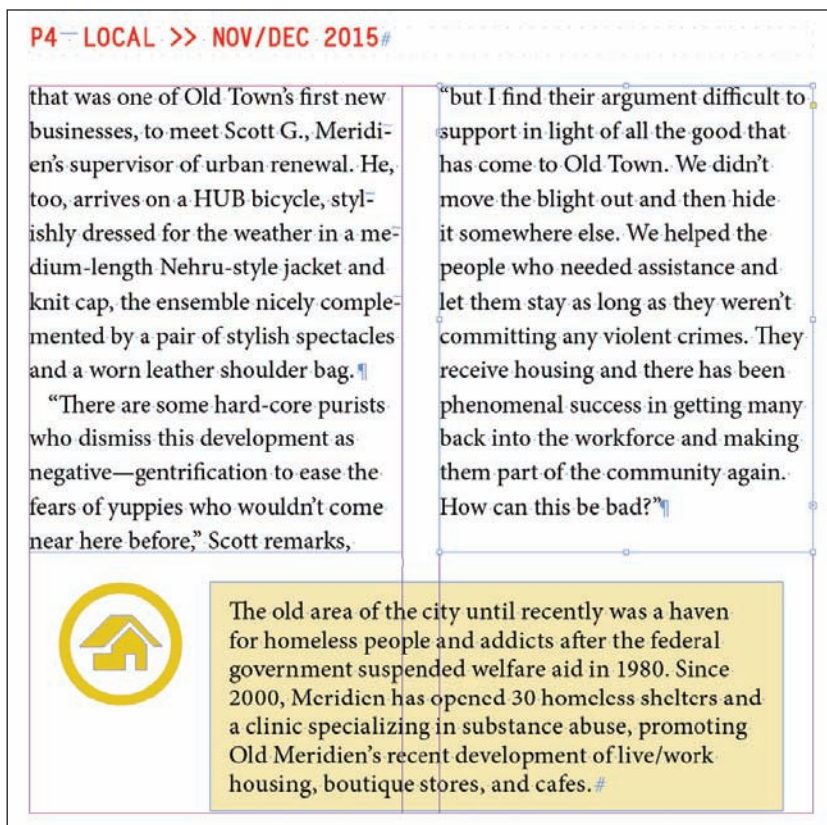 P4 LOCAL >> NOV/DEC 2015#
that was one of Old Town's first new
businesses, to meet Scott G., Meridi-
en's supervisor of urban renewal. He,
too, arrives on a HUB bicycle, styl-
ishly dressed for the weather in a me-
dium-length Nehru-style jacket and
knit cap, the ensemble nicely comple-
mented by a pair of stylish spectacles
and a worn leather shoulder bag.¶
“There are some hard-core purists
who dismiss this development as
negative—gentrification to ease the
fears of yuppies who wouldn't come
near here before,” Scott remarks,
“but I find their argument difficult to
support in light of all the good that
has come to Old Town. We didn't
move the blight out and then hide
it somewhere else. We helped the
people who needed assistance and
let them stay as long as they weren't
committing any violent crimes. They
receive housing and there has been
phenomenal success in getting many
back into the workforce and making
them part of the community again.
How can this be bad?”¶
The old area of the city until recently was a haven
for homeless people and addicts after the federal
government suspended welfare aid in 1980. Since
2000, Meridien has opened 30 homeless shelters and
a clinic specializing in substance abuse, promoting
Old Meridien's recent development of live/work
housing, boutique stores, and cafes.#